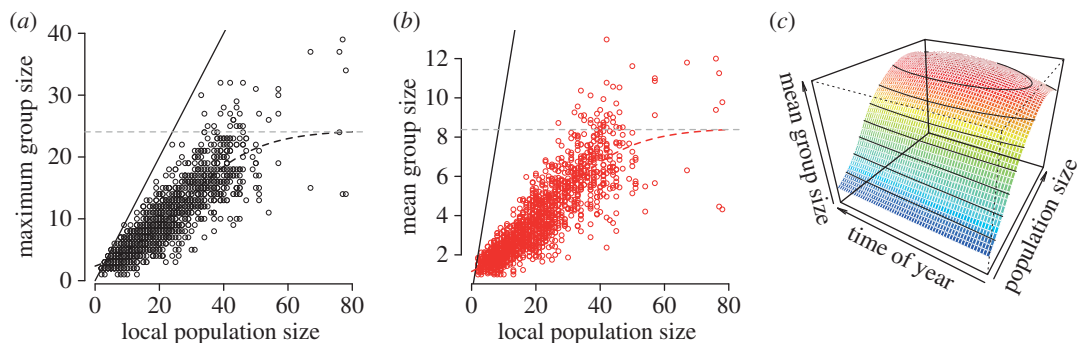 (a)
40
30
20
10
0
maximum group size
0 20 40 60 80
local population size
(b)
12
10
8
6
4
2
mean group size
0 20 40 60 80
local population size
(c)
mean group size
time of year
population size